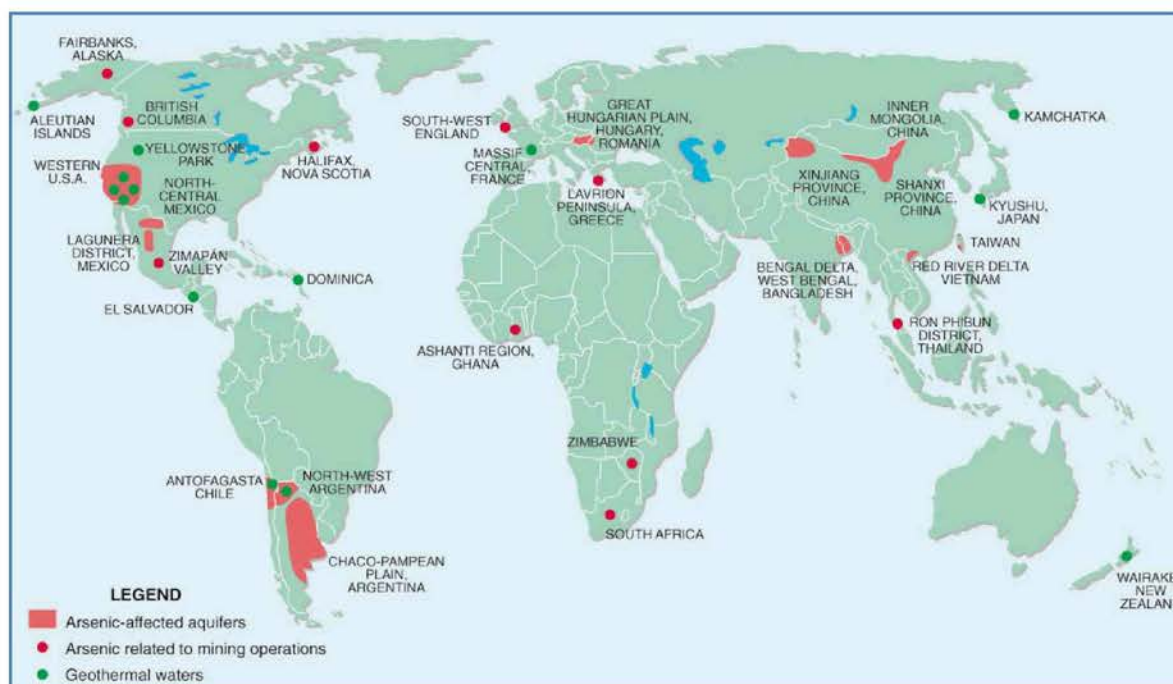 FAIRBANKS,
ALASKA
ALEUTIAN
ISLANDS
BRITISH
COLUMBIA
YELLOWSTONE
PARK
HALIFAX,
NOVA SCOTIA
WESTERN
U.S.A.
NORTH-
CENTRAL
MEXICO
LAGUNERA
DISTRICT,
MEXICO
ZIMAPÁN
VALLEY
DOMINICA
EL SALVADOR
ANTOFAGASTA
CHILE
NORTH-WEST
ARGENTINA
CHACO-PAMPEAN
PLAIN,
ARGENTINA
SOUTH-WEST
ENGLAND
GREAT
HUNGARIAN PLAIN,
HUNGARY,
ROMANIA
MASSIF
CENTRAL,
FRANCE
LAVRION
PENINSULA,
GREECE
ASHANTI REGION,
GHANA
ZIMBABWE
SOUTH AFRICA
INNER
MONGOLIA,
CHINA
KAMCHATKA
XINJIANG
PROVINCE,
CHINA
SHANXI
PROVINCE,
CHINA
KYUSHU,
JAPAN
TAIWAN
BENGAL DELTA,
WEST BENGAL,
BANGLADESH
RED RIVER DELTA
VIETNAM
RON PHIBUN
DISTRICT,
THAILAND
WAIRAKE
NEW
ZEALAN
LEGEND
Arsenic-affected aquifers
Arsenic related to mining operations
Geothermal waters